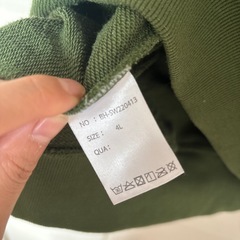 NO : BH-SW220413
SIZE : 4L
QUA: